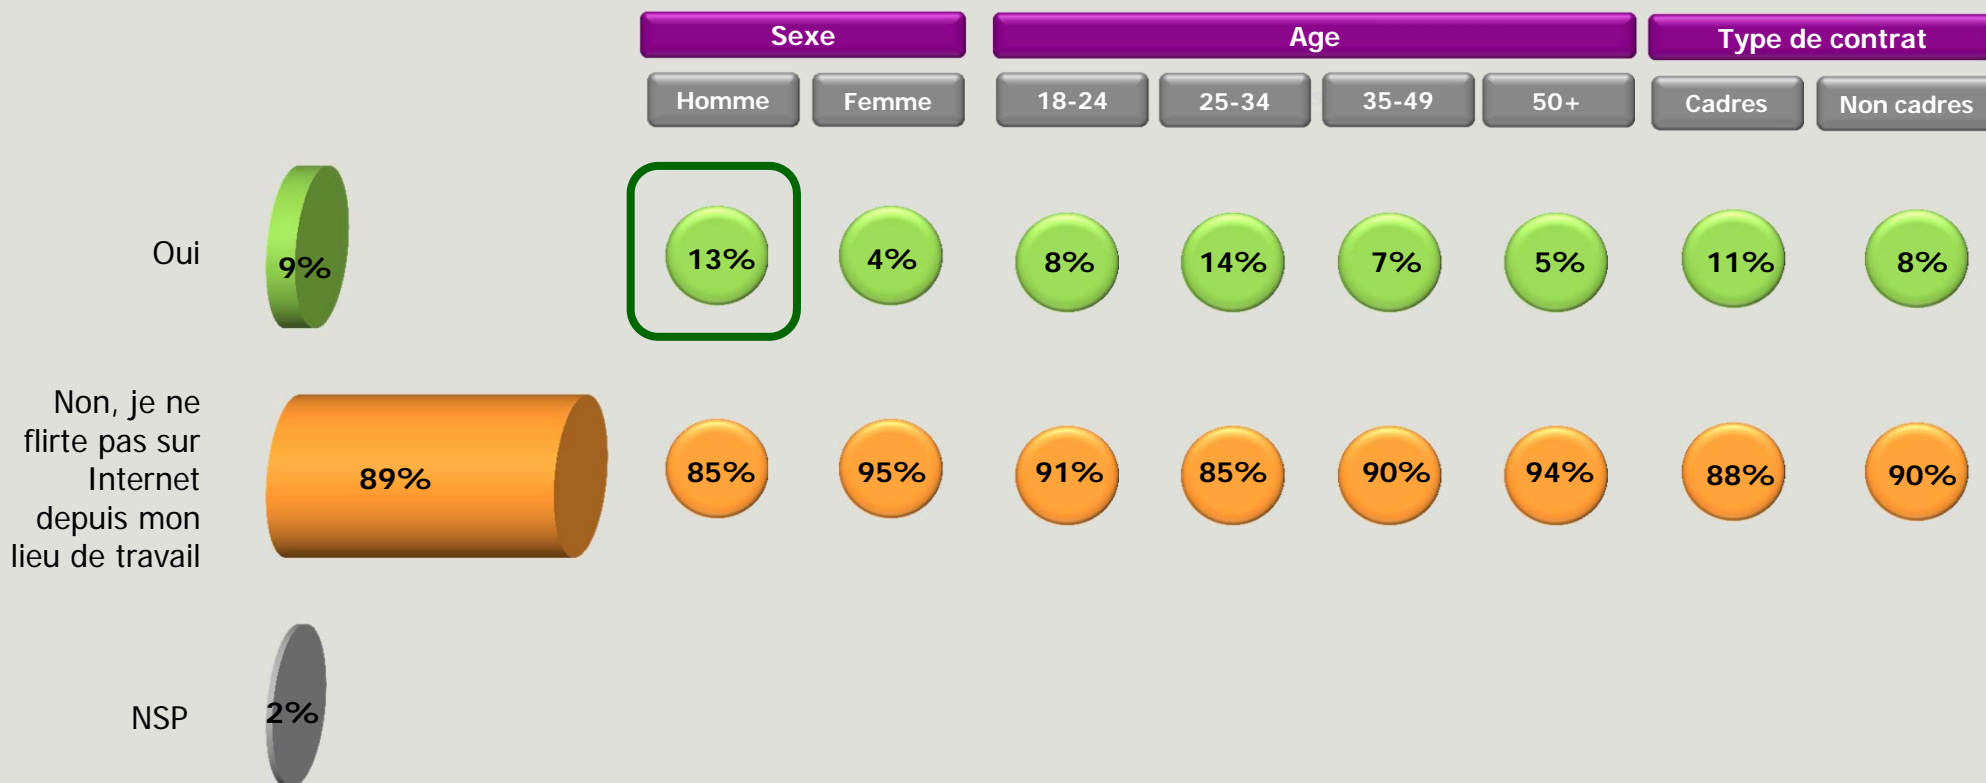 Sexe Age Type de contrat
Homme Femme 18-24 25-34 35-49 50+ Cadres Non cadres
Oui 9% 13% 4% 8% 14% 7% 5% 11% 8%
Non, je ne
flirte pas sur
Internet
depuis mon
lieu de travail
89% 85% 95% 91% 85% 90% 94% 88% 90%
NSP 2%